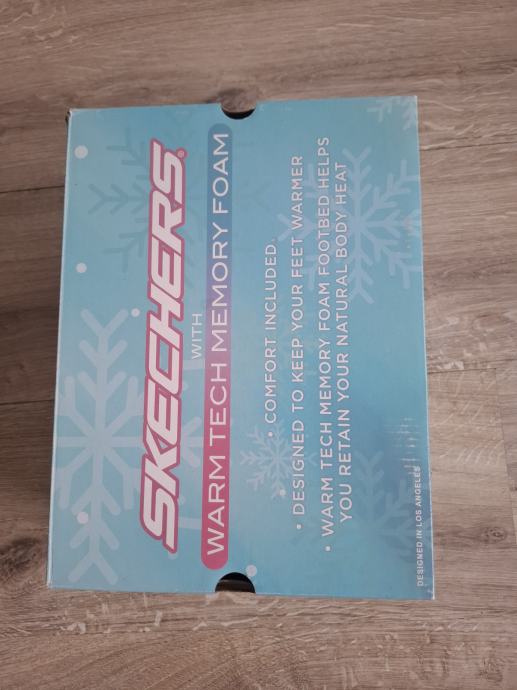 SKECHERS®
WITH
WARM TECH MEMORY FOAM
• COMFORT INCLUDED.
• DESIGNED TO KEEP YOUR FEET WARMER
• WARM TECH MEMORY FOAM FOOTBED HELPS
YOU RETAIN YOUR NATURAL BODY HEAT
DESIGNED IN LOS ANGELES